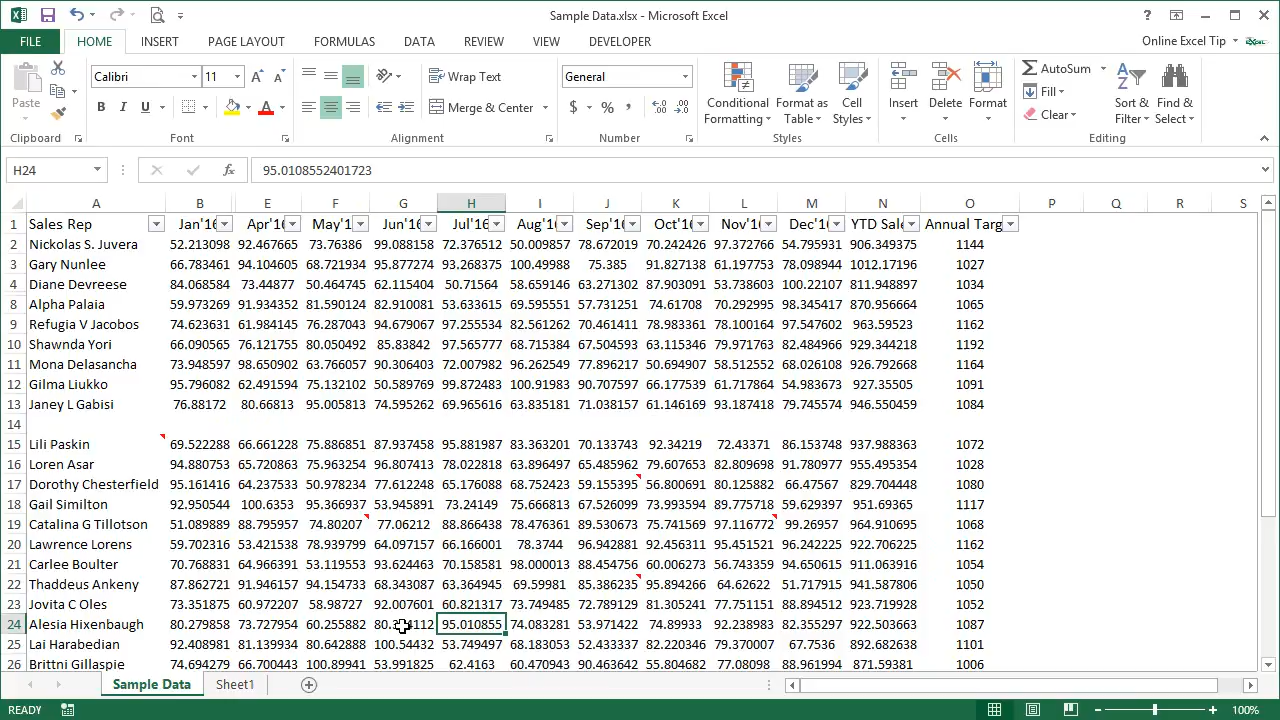 Sample Data.xlsx - Microsoft Excel
FILE HOME INSERT PAGE LAYOUT FORMULAS DATA REVIEW VIEW DEVELOPER Online Excel Tip
Paste Calibri 11 Wrap Text General AutoSum
B I U Merge & Center $ % , Conditional Formatting Format as Table Cell Styles Insert Delete Format Fill Clear Sort & Filter Find & Select
Clipboard Font Alignment Number Styles Cells Editing
H24 fx 95.0108552401723
A B E F G H I J K L M N O P Q R S
1 Sales Rep Jan'16 Apr'16 May'1 Jun'16 Jul'16 Aug'16 Sep'16 Oct'16 Nov'16 Dec'16 YTD Sale Annual Targ
2 Nickolas S. Juvera 52.213098 92.467665 73.76386 99.088158 72.376512 50.009857 78.672019 70.242426 97.372766 54.795931 906.349375 1144
3 Gary Nunlee 66.783461 94.104605 68.721934 95.877274 93.268375 100.49988 75.385 91.827138 61.197753 78.098944 1012.17196 1027
4 Diane Devreese 84.068584 73.44877 50.464745 62.115404 50.71564 58.659146 63.271302 87.903091 53.738603 100.22107 811.948897 1034
8 Alpha Palaia 59.973269 91.934352 81.590124 82.910081 53.633615 69.595551 57.731251 74.61708 70.292995 98.345417 870.956664 1065
9 Refugia V Jacobos 74.623631 61.984145 76.287043 94.679067 97.255534 82.561262 70.461411 78.983361 78.100164 97.547602 963.59523 1162
10 Shawnda Yori 66.090565 76.121755 80.050492 85.83842 97.565777 68.715384 67.504593 63.115346 79.971762 82.484966 929.344218 1192
11 Mona Delasancha 73.948597 98.650902 63.766057 90.306403 72.007982 96.262533 77.896217 50.694907 58.512552 68.026108 926.792668 1164
12 Gilma Liukko 95.796082 62.491594 75.132102 50.589769 99.872483 100.91983 90.707597 66.177539 61.717864 54.983673 927.35505 1091
13 Janey L Gabisi 76.88172 80.66813 95.005813 74.595262 69.965616 63.835181 71.038157 61.146169 93.187418 79.745574 946.550459 1084
14
15 Lili Paskin 69.522288 66.661228 75.886851 87.937458 95.881987 83.363201 70.133743 92.34219 72.43371 86.153748 937.988363 1072
16 Loren Asar 94.880753 65.720863 75.963254 96.807413 78.022818 63.896497 65.485962 79.607653 82.809698 91.780977 955.495354 1028
17 Dorothy Chesterfield 95.161416 64.237533 50.978234 77.612248 65.176088 68.752423 59.155395 56.800691 80.125882 66.47567 829.704448 1080
18 Gail Similton 92.950544 100.6353 95.366937 53.945891 73.24149 75.666813 67.526099 73.993594 89.775718 59.629397 951.69365 1117
19 Catalina G Tillotson 51.089889 88.795957 74.80207 77.06212 88.866438 78.476361 89.530673 75.741569 97.116772 99.26957 964.910695 1068
20 Lawrence Lorens 59.702316 53.421538 78.939799 64.097157 66.166001 78.3744 96.942881 92.456311 95.451521 96.242225 922.706225 1162
21 Carlee Boulter 70.768831 64.966391 53.119553 93.624463 70.158581 98.000013 88.454756 60.006273 56.743359 94.650615 911.063916 1054
22 Thaddeus Ankeny 87.862721 91.946157 94.154733 68.343087 63.364945 69.59981 85.386235 95.894266 64.62622 51.717915 941.587806 1050
23 Jovita C Oles 73.351875 60.972207 58.98727 92.007601 60.821317 73.749485 72.789129 81.305241 77.751151 88.894512 923.719928 1052
24 Alesia Hixenbaugh 80.279858 73.727954 60.255882 95.010855 74.083281 53.971422 74.89933 92.238983 82.355297 922.503663 1087
25 Lai Harabedian 92.408981 81.139934 80.642888 100.54432 53.749497 68.183053 52.433337 82.220348 79.370007 67.7536 892.682638 1101
26 Brittni Gillaspie 74.694279 66.700443 100.89941 53.991825 62.4163 60.470943 90.463642 55.804682 77.08098 88.961994 871.59381 1006
Sample Data Sheet1
READY 100%